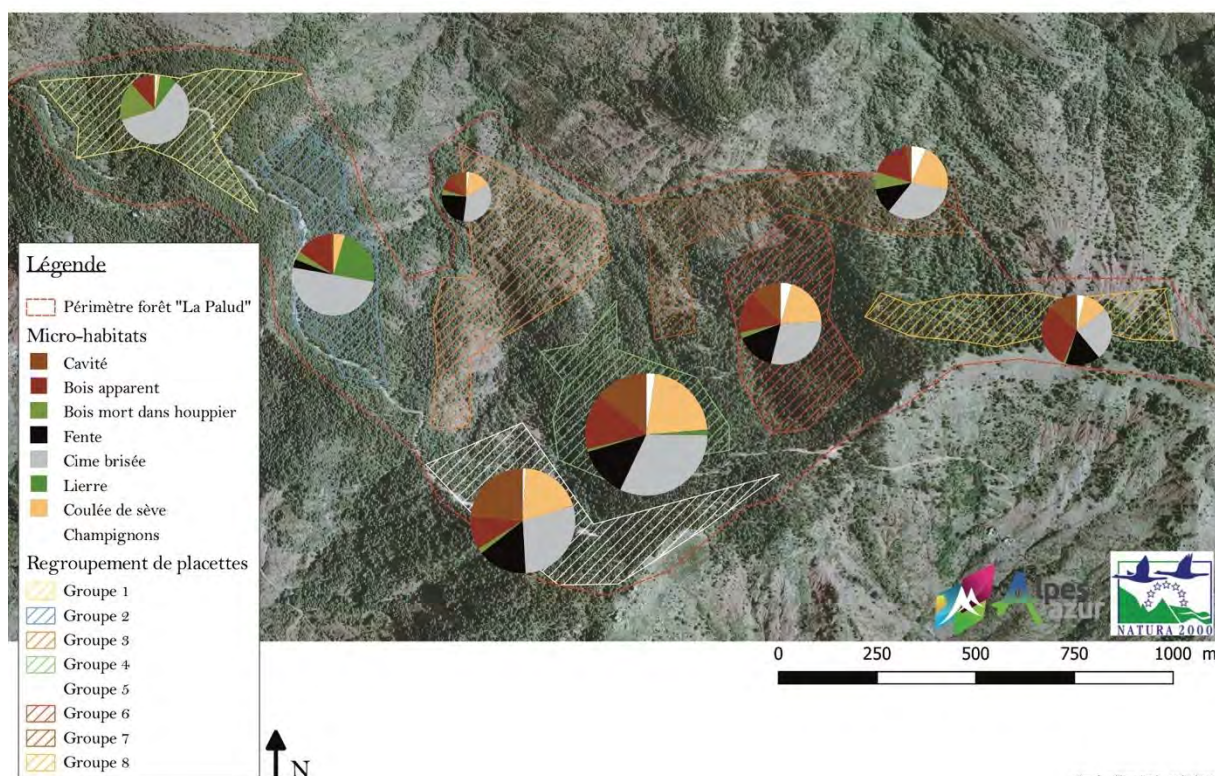 Légende
Périmètre forêt "La Palud"
Micro-habitats
Cavité
Bois apparent
Bois mort dans houppier
Fente
Cime brisée
Lierre
Coulée de sève
Champignons
Regroupement de placettes
Groupe 1
Groupe 2
Groupe 3
Groupe 4
Groupe 5
Groupe 6
Groupe 7
Groupe 8
N
Alpes
azur
NATURA 2000
0 250 500 750 1000 m